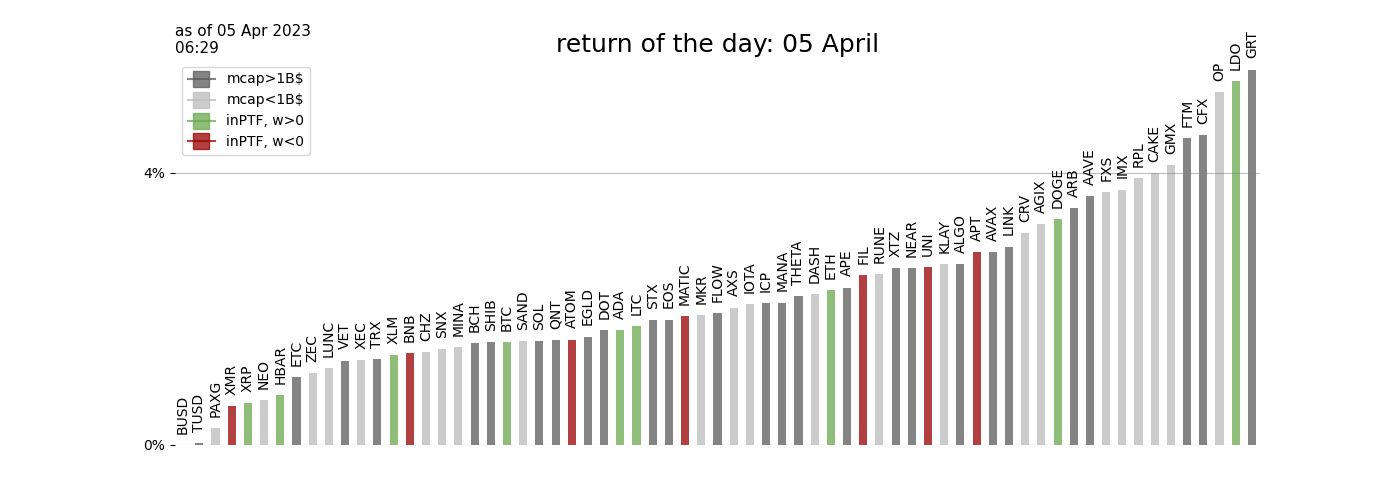 as of 05 Apr 2023
06:29
return of the day: 05 April
mcap>1B$
mcap<1B$
inPTF, w>0
inPTF, w<0
4%
0%
BUSD
TUSD
PAXG
XMR
XRP
NEO
HBAR
ETC
ZEC
LUNC
VET
XEC
TRX
XLM
BNB
CHZ
SNX
MINA
BCH
SHIB
BTC
SAND
SOL
QNT
ATOM
EGLD
DOT
ADA
LTC
STX
EOS
MATIC
MKR
FLOW
AXS
IOTA
ICP
MANA
THETA
DASH
ETH
APE
FIL
RUNE
XTZ
NEAR
UNI
KLAY
ALGO
APT
AVAX
LINK
CRV
AGIX
DOGE
ARB
AAVE
FXS
IMX
RPL
CAKE
GMX
FTM
CFX
OP
LDO
GRT